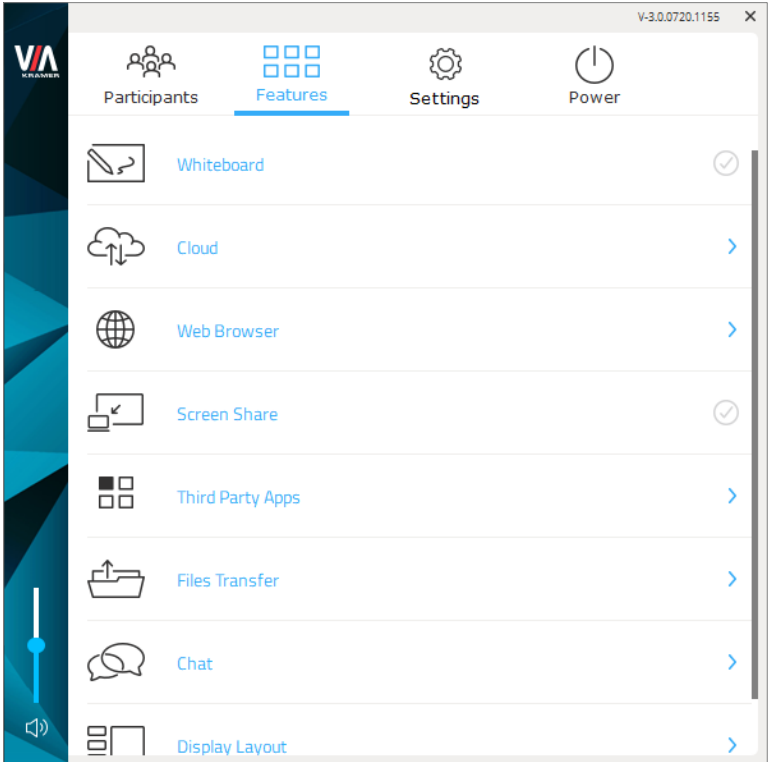 V-3.0.0720.1155
VIA
KRAMER
Participants
Features
Settings
Power
Whiteboard
Cloud
Web Browser
Screen Share
Third Party Apps
Files Transfer
Chat
Display Layout